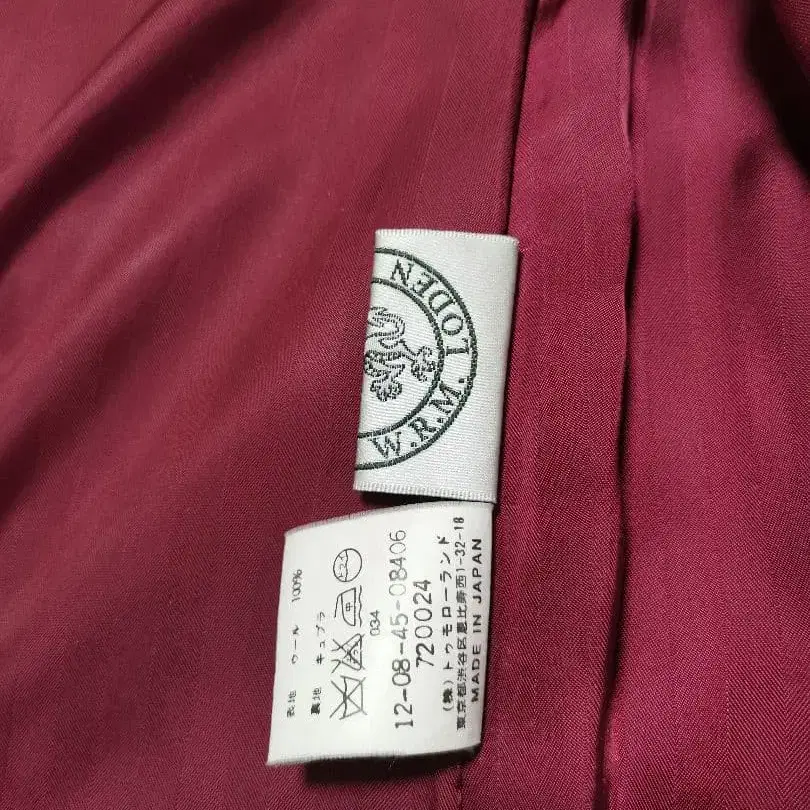 W.R.M. LODEN
表地 ウール 100%
裏地 キュプラ
034
12-08-45-08406
720024
(株)トゥモローランド
東京都渋谷区恵比寿西1-32-18
MADE IN JAPAN